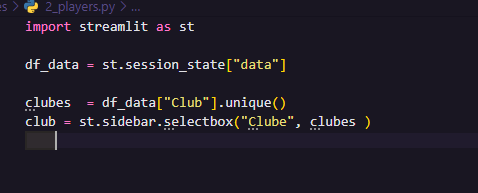 es > 2_players.py > ...
import streamlit as st
df_data = st.session_state["data"]
clubes  = df_data["Club"].unique()
club = st.sidebar.selectbox("Clube", clubes )